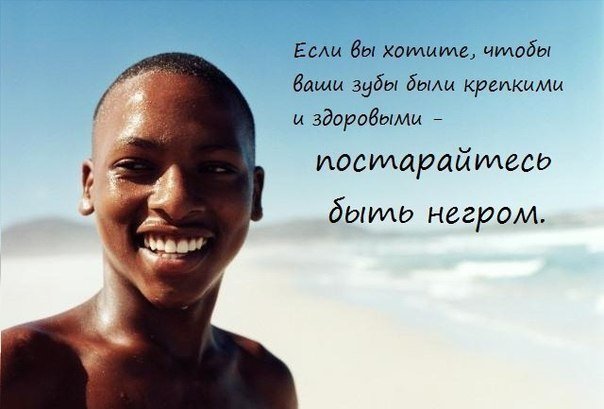 Если вы хотите, чтобы
ваши зубы были крепкими
и здоровыми -
постарайтесь
быть негром.